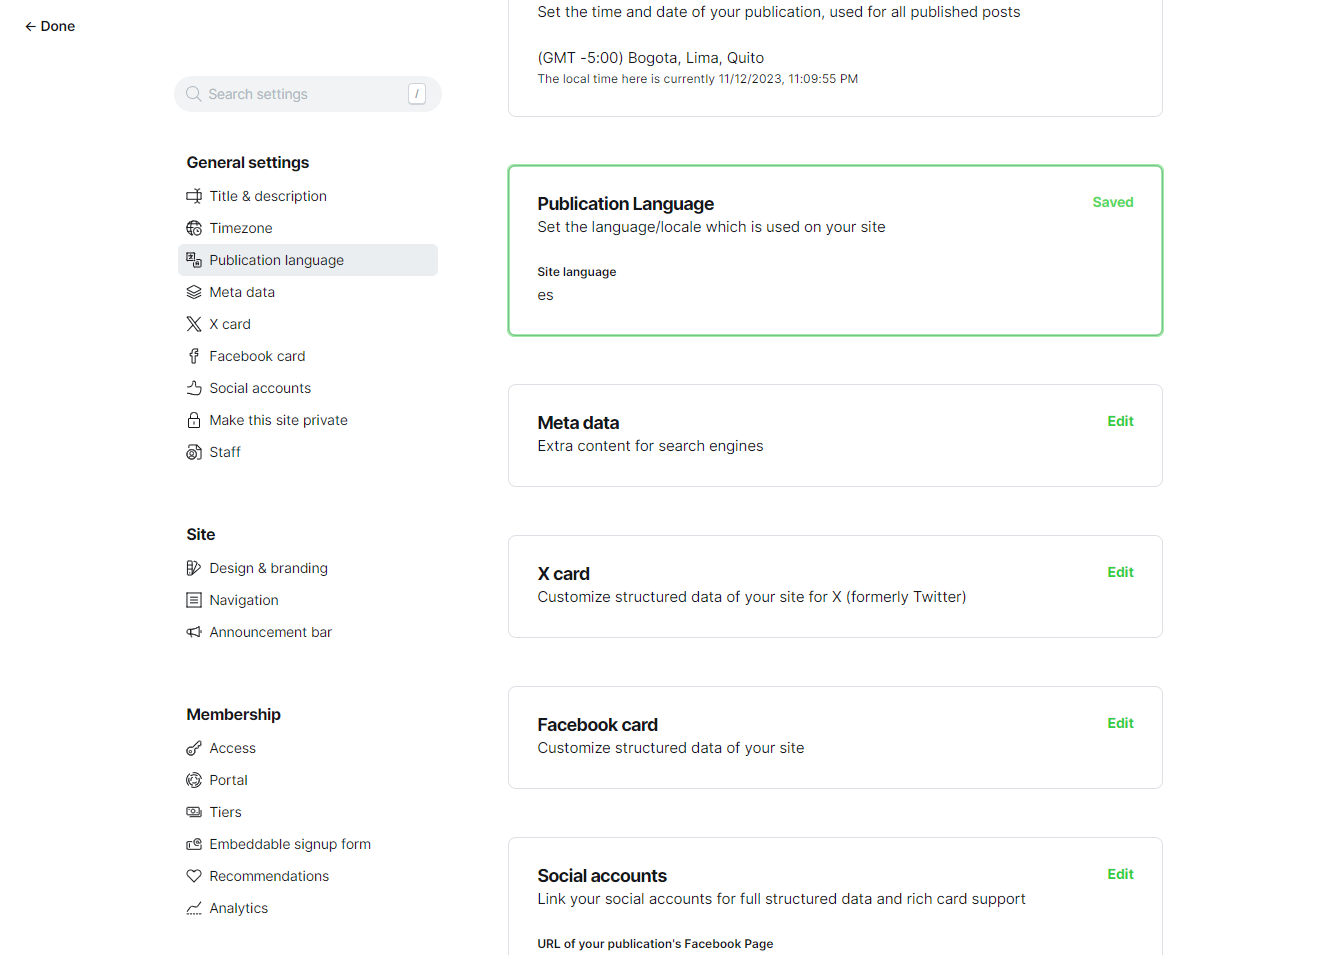 ← Done
Search settings
/
General settings
Title & description
Timezone
Publication language
Meta data
X card
Facebook card
Social accounts
Make this site private
Staff
Site
Design & branding
Navigation
Announcement bar
Membership
Access
Portal
Tiers
Embeddable signup form
Recommendations
Analytics
Set the time and date of your publication, used for all published posts
(GMT -5:00) Bogota, Lima, Quito
The local time here is currently 11/12/2023, 11:09:55 PM
Publication Language
Saved
Set the language/locale which is used on your site
Site language
es
Meta data
Edit
Extra content for search engines
X card
Edit
Customize structured data of your site for X (formerly Twitter)
Facebook card
Edit
Customize structured data of your site
Social accounts
Edit
Link your social accounts for full structured data and rich card support
URL of your publication's Facebook Page